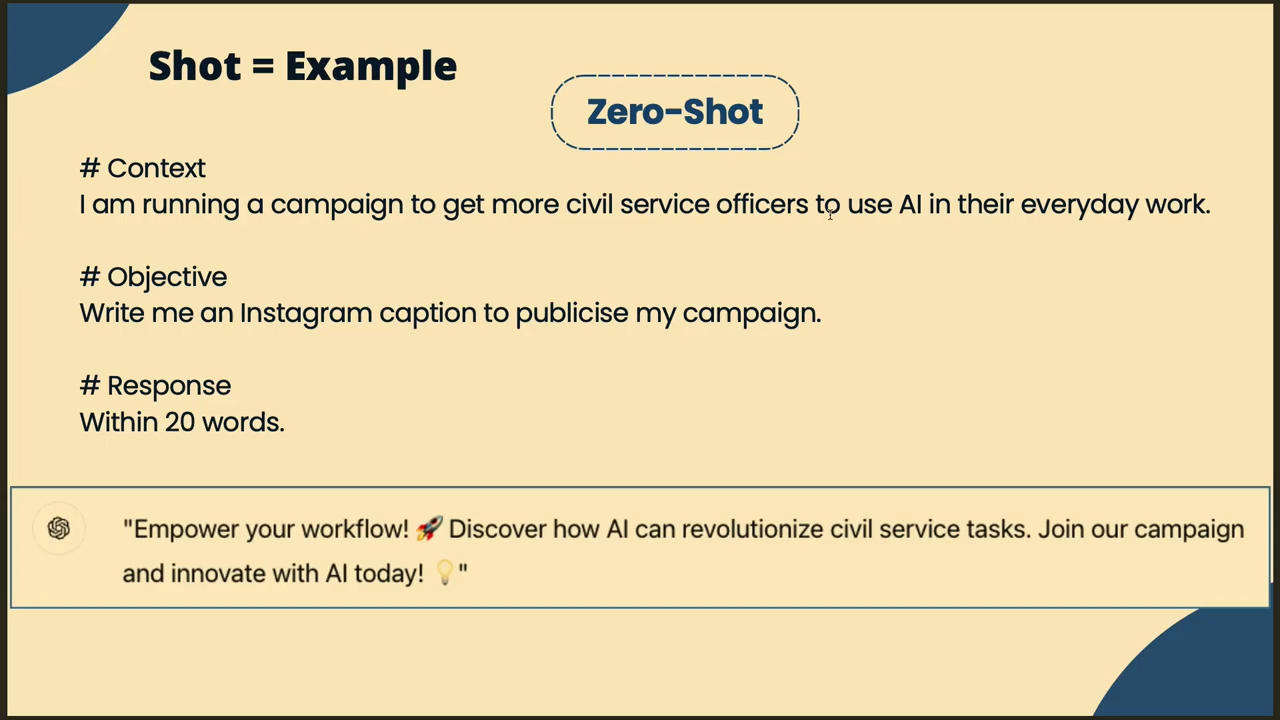 Shot = Example
Zero-Shot
# Context
I am running a campaign to get more civil service officers to use AI in their everyday work.
# Objective
Write me an Instagram caption to publicise my campaign.
# Response
Within 20 words.
"Empower your workflow! 🚀 Discover how AI can revolutionize civil service tasks. Join our campaign
and innovate with AI today! 💡"